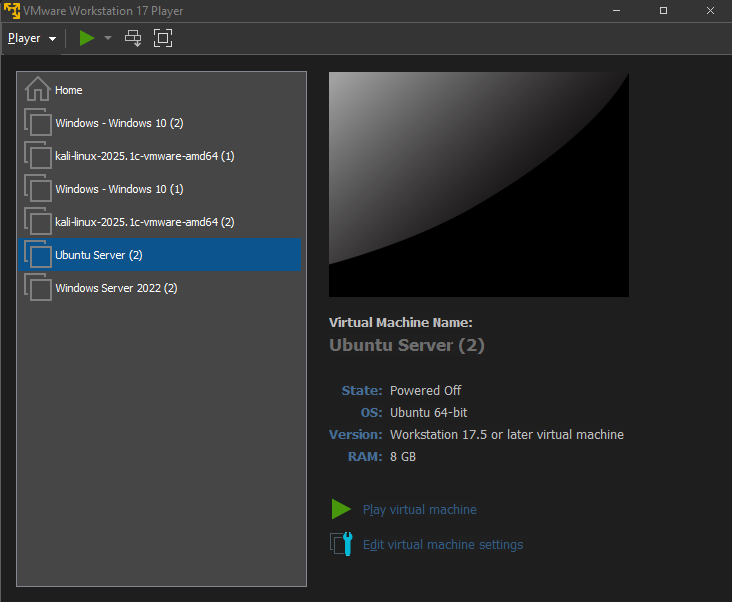 VMware Workstation 17 Player
Player
Home
Windows - Windows 10 (2)
kali-linux-2025.1c-vmware-amd64 (1)
Windows - Windows 10 (1)
kali-linux-2025.1c-vmware-amd64 (2)
Ubuntu Server (2)
Windows Server 2022 (2)
Virtual Machine Name:
Ubuntu Server (2)
State: Powered Off
OS: Ubuntu 64-bit
Version: Workstation 17.5 or later virtual machine
RAM: 8 GB
Play virtual machine
Edit virtual machine settings